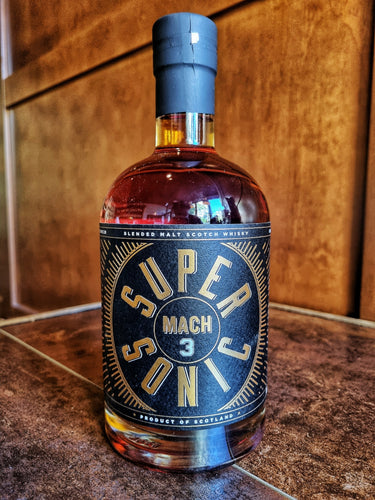 BLENDED MALT SCOTCH WHISKY
SUPER
MACH
3
SONIC
PRODUCT OF SCOTLAND